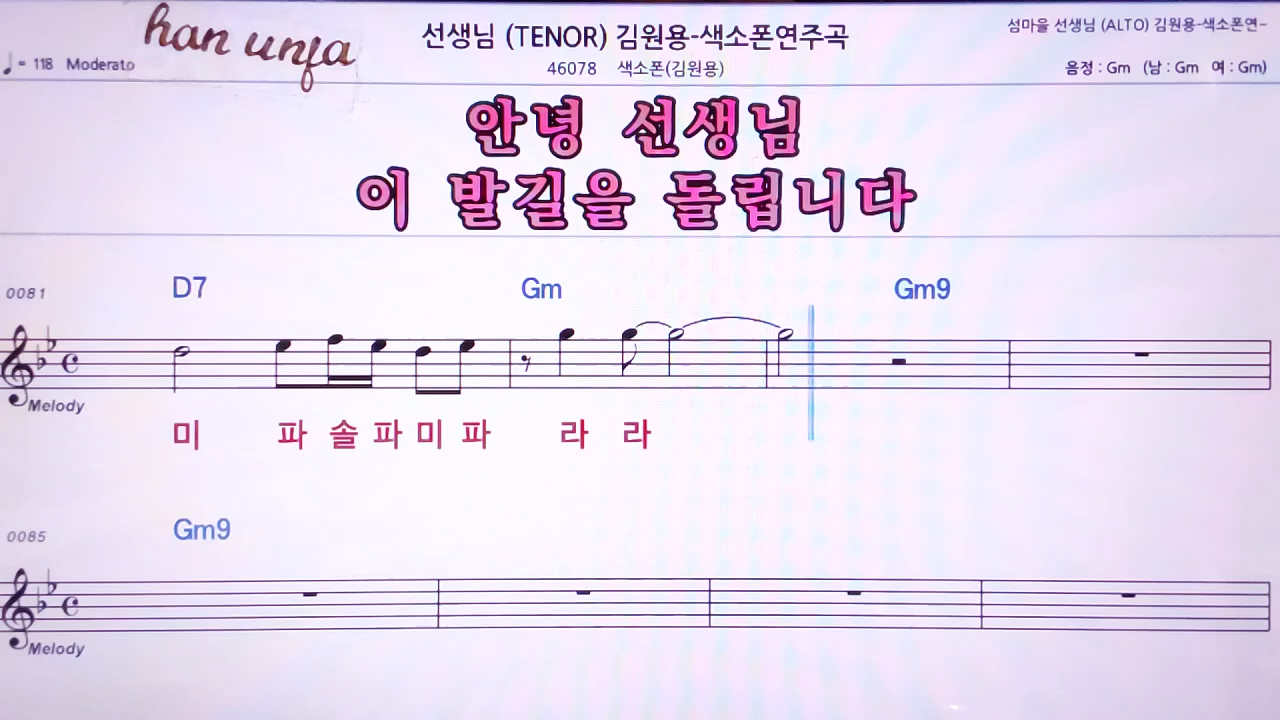 han unfa
선생님 (TENOR) 김원용-색소폰연주곡
섬마을 선생님 (ALTO) 김원용-색소폰연-
♩= 118 Moderato
46078 색소폰(김원용)
음정 : Gm (남 : Gm 여 : Gm)
안녕 선생님
이 발길을 돌립니다
0081 D7 Gm Gm9
Melody
미 파 솔 파 미 파 라 라
0085 Gm9
Melody